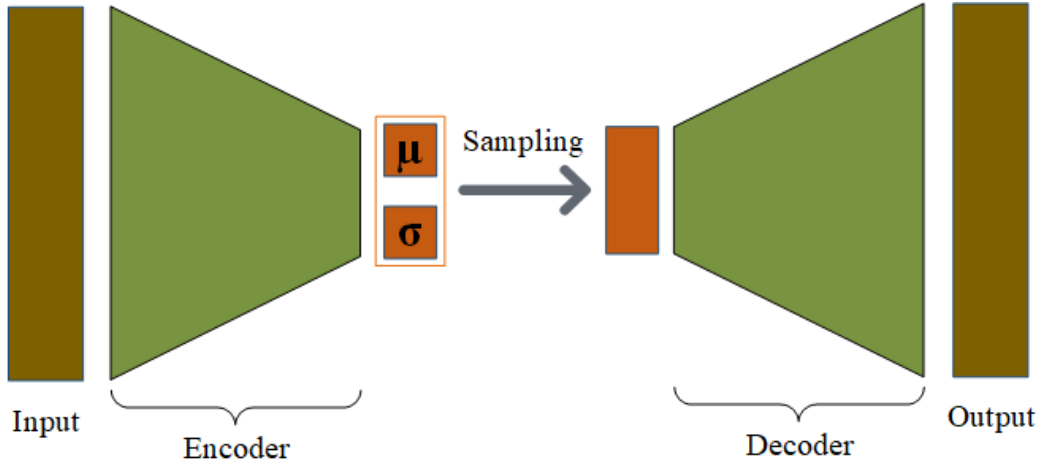 μ
σ
Sampling
Input
Encoder
Decoder
Output